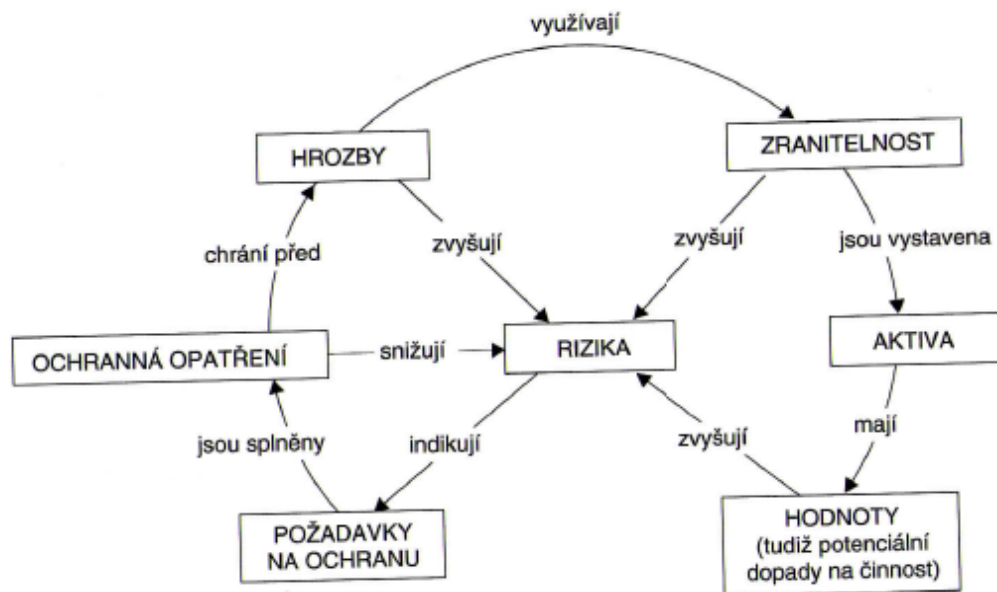 využívají
HROZBY
ZRANITELNOST
chrání před
zvyšují
zvyšují
jsou vystavena
OCHRANNÁ OPATŘENÍ
snižují
RIZIKA
AKTIVA
jsou splněny
indikují
zvyšují
mají
POŽADAVKY
NA OCHRANU
HODNOTY
(tudiž potenciální
dopady na činnost)